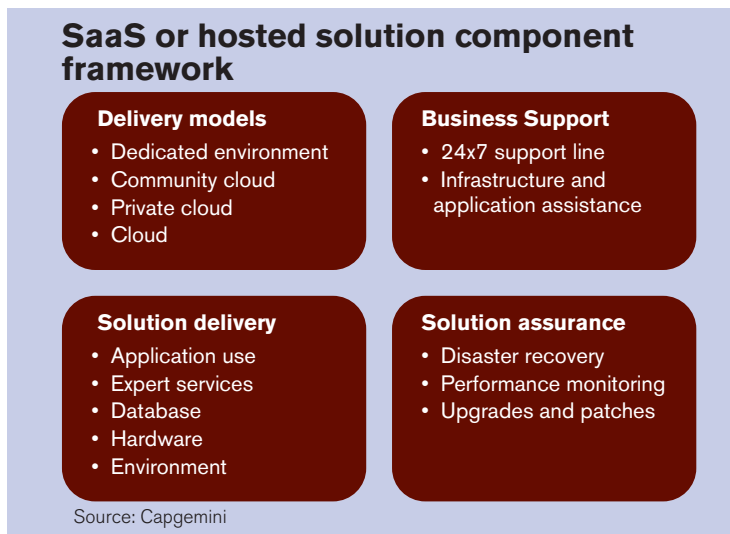 SaaS or hosted solution component
framework
Delivery models
• Dedicated environment
• Community cloud
• Private cloud
• Cloud
Business Support
• 24x7 support line
• Infrastructure and
application assistance
Solution delivery
• Application use
• Expert services
• Database
• Hardware
• Environment
Solution assurance
• Disaster recovery
• Performance monitoring
• Upgrades and patches
Source: Capgemini